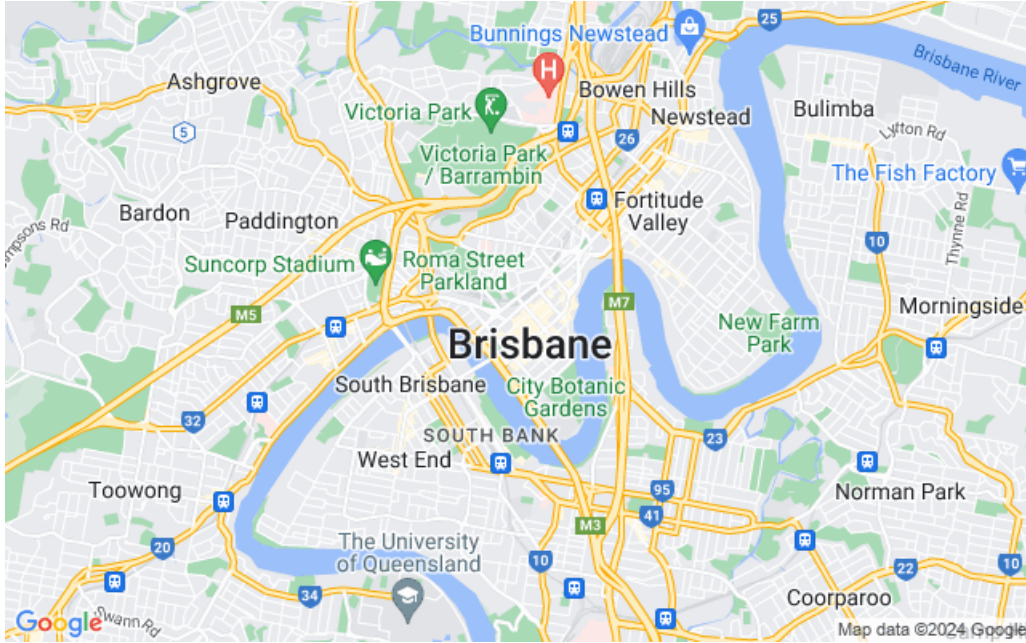 25
Bunnings Newstead
Brisbane River
Ashgrove
H
Bowen Hills
Victoria Park
Newstead
Bulimba
5
26
Lytton Rd
Victoria Park
/ Barrambin
The Fish Factory
Fortitude
Valley
Bardon
Paddington
Thynne Rd
10
Suncorp Stadium
Roma Street
Parkland
M5
M7
Morningside
New Farm
Park
Brisbane
South Brisbane
City Botanic
Gardens
32
SOUTH BANK
23
West End
Toowong
95
Norman Park
41
M3
20
The University
of Queensland
10
22
34
Coorparoo
Swann Rd
Google
Map data ©2024 Google